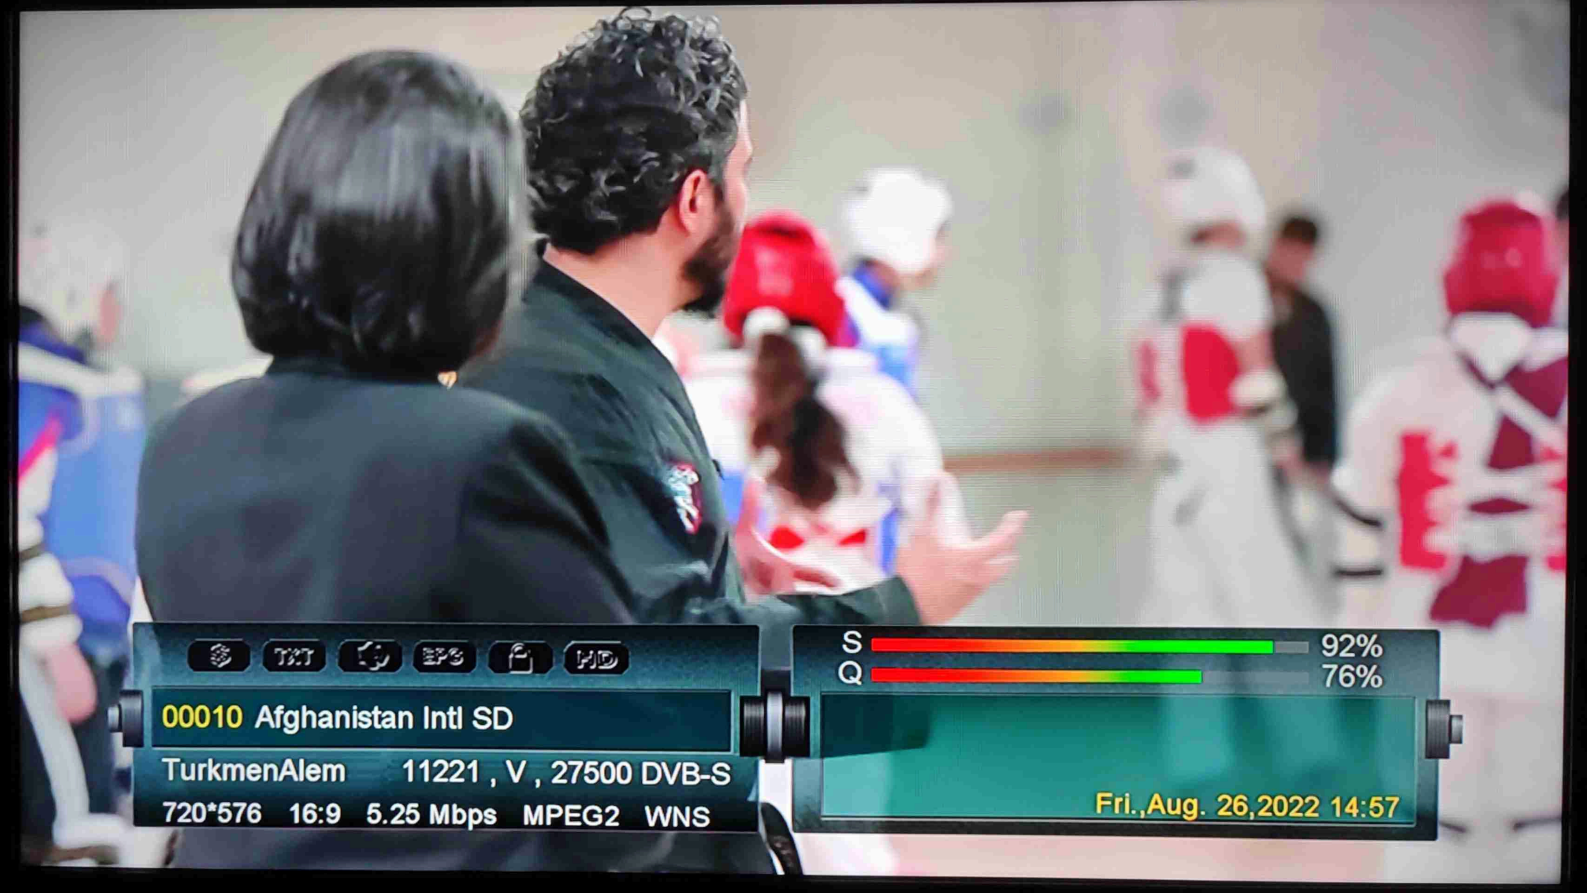 $ TXT EPG HD
00010 Afghanistan Intl SD
TurkmenAlem 11221 , V , 27500 DVB-S
720*576 16:9 5.25 Mbps MPEG2 WNS
S 92%
Q 76%
Fri.,Aug. 26,2022 14:57